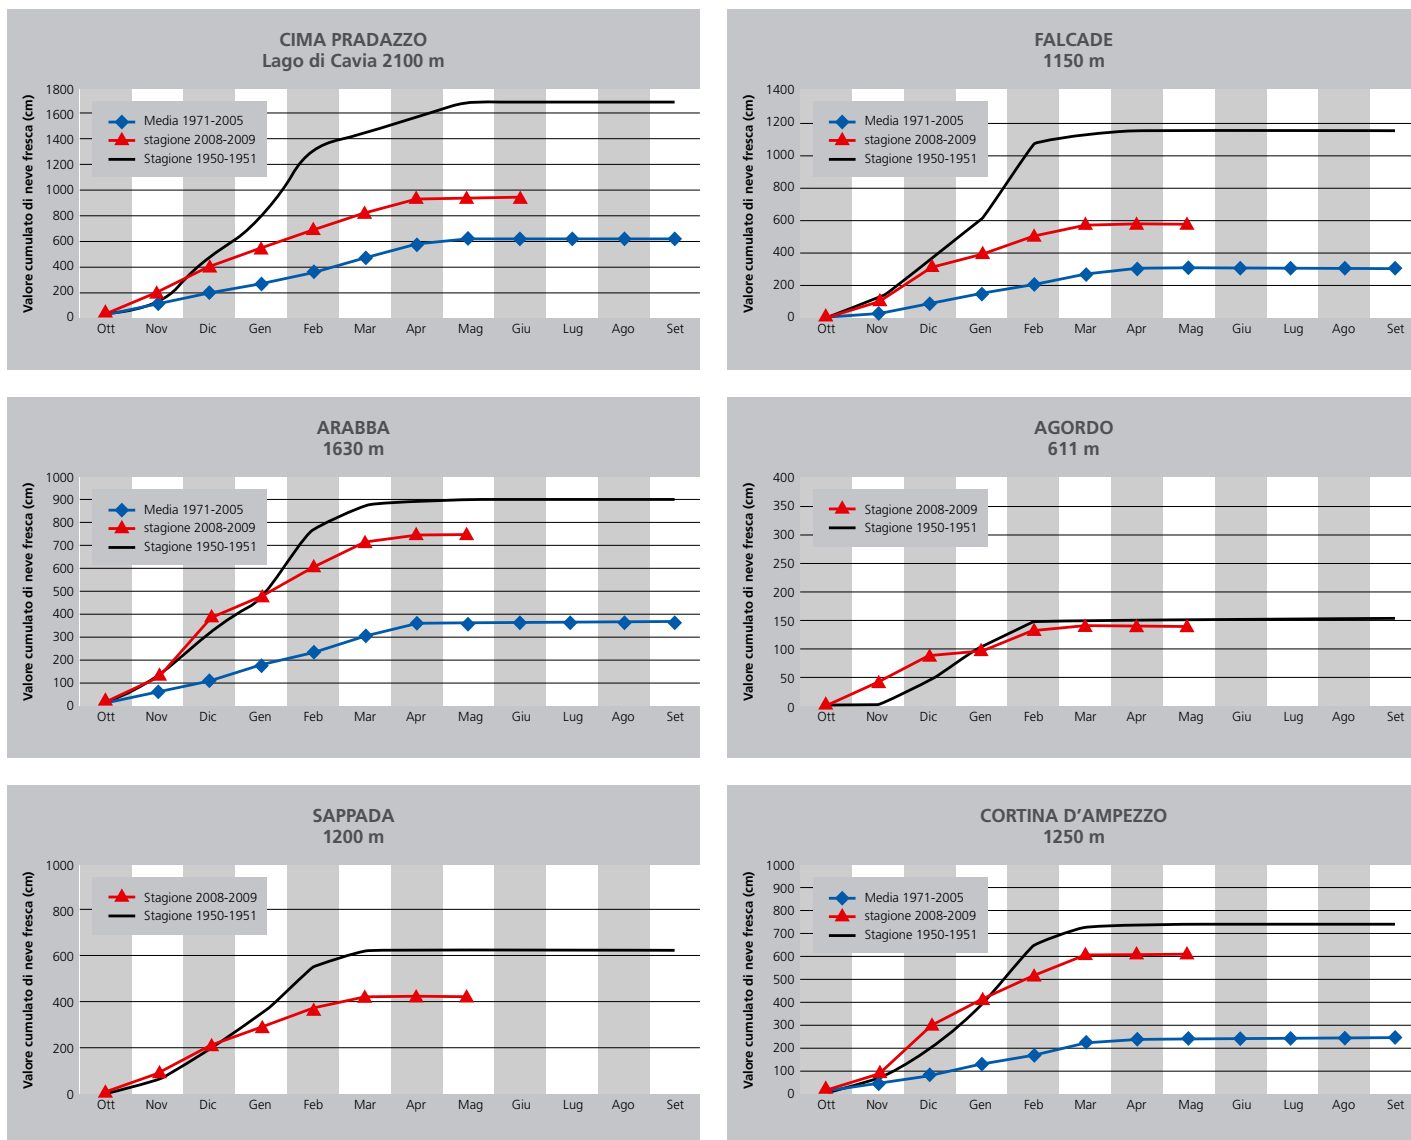 CIMA PRADAZZO
Lago di Cavia 2100 m
Valore cumulato di neve fresca (cm)
1800
1600
1400
1200
1000
800
600
400
200
0
Media 1971-2005
stagione 2008-2009
Stagione 1950-1951
Ott Nov Dic Gen Feb Mar Apr Mag Giu Lug Ago Set
FALCADE
1150 m
Valore cumulato di neve fresca (cm)
1400
1200
1000
800
600
400
200
0
Media 1971-2005
stagione 2008-2009
Stagione 1950-1951
Ott Nov Dic Gen Feb Mar Apr Mag Giu Lug Ago Set
ARABBA
1630 m
Valore cumulato di neve fresca (cm)
1000
900
800
700
600
500
400
300
200
100
0
Media 1971-2005
stagione 2008-2009
Stagione 1950-1951
Ott Nov Dic Gen Feb Mar Apr Mag Giu Lug Ago Set
AGORDO
611 m
Valore cumulato di neve fresca (cm)
400
350
300
250
200
150
100
50
0
Stagione 2008-2009
Stagione 1950-1951
Ott Nov Dic Gen Feb Mar Apr Mag Giu Lug Ago Set
SAPPADA
1200 m
Valore cumulato di neve fresca (cm)
1000
800
600
400
200
0
Stagione 2008-2009
Stagione 1950-1951
Ott Nov Dic Gen Feb Mar Apr Mag Giu Lug Ago Set
CORTINA D’AMPEZZO
1250 m
Valore cumulato di neve fresca (cm)
1000
900
800
700
600
500
400
300
200
100
0
Media 1971-2005
stagione 2008-2009
Stagione 1950-1951
Ott Nov Dic Gen Feb Mar Apr Mag Giu Lug Ago Set